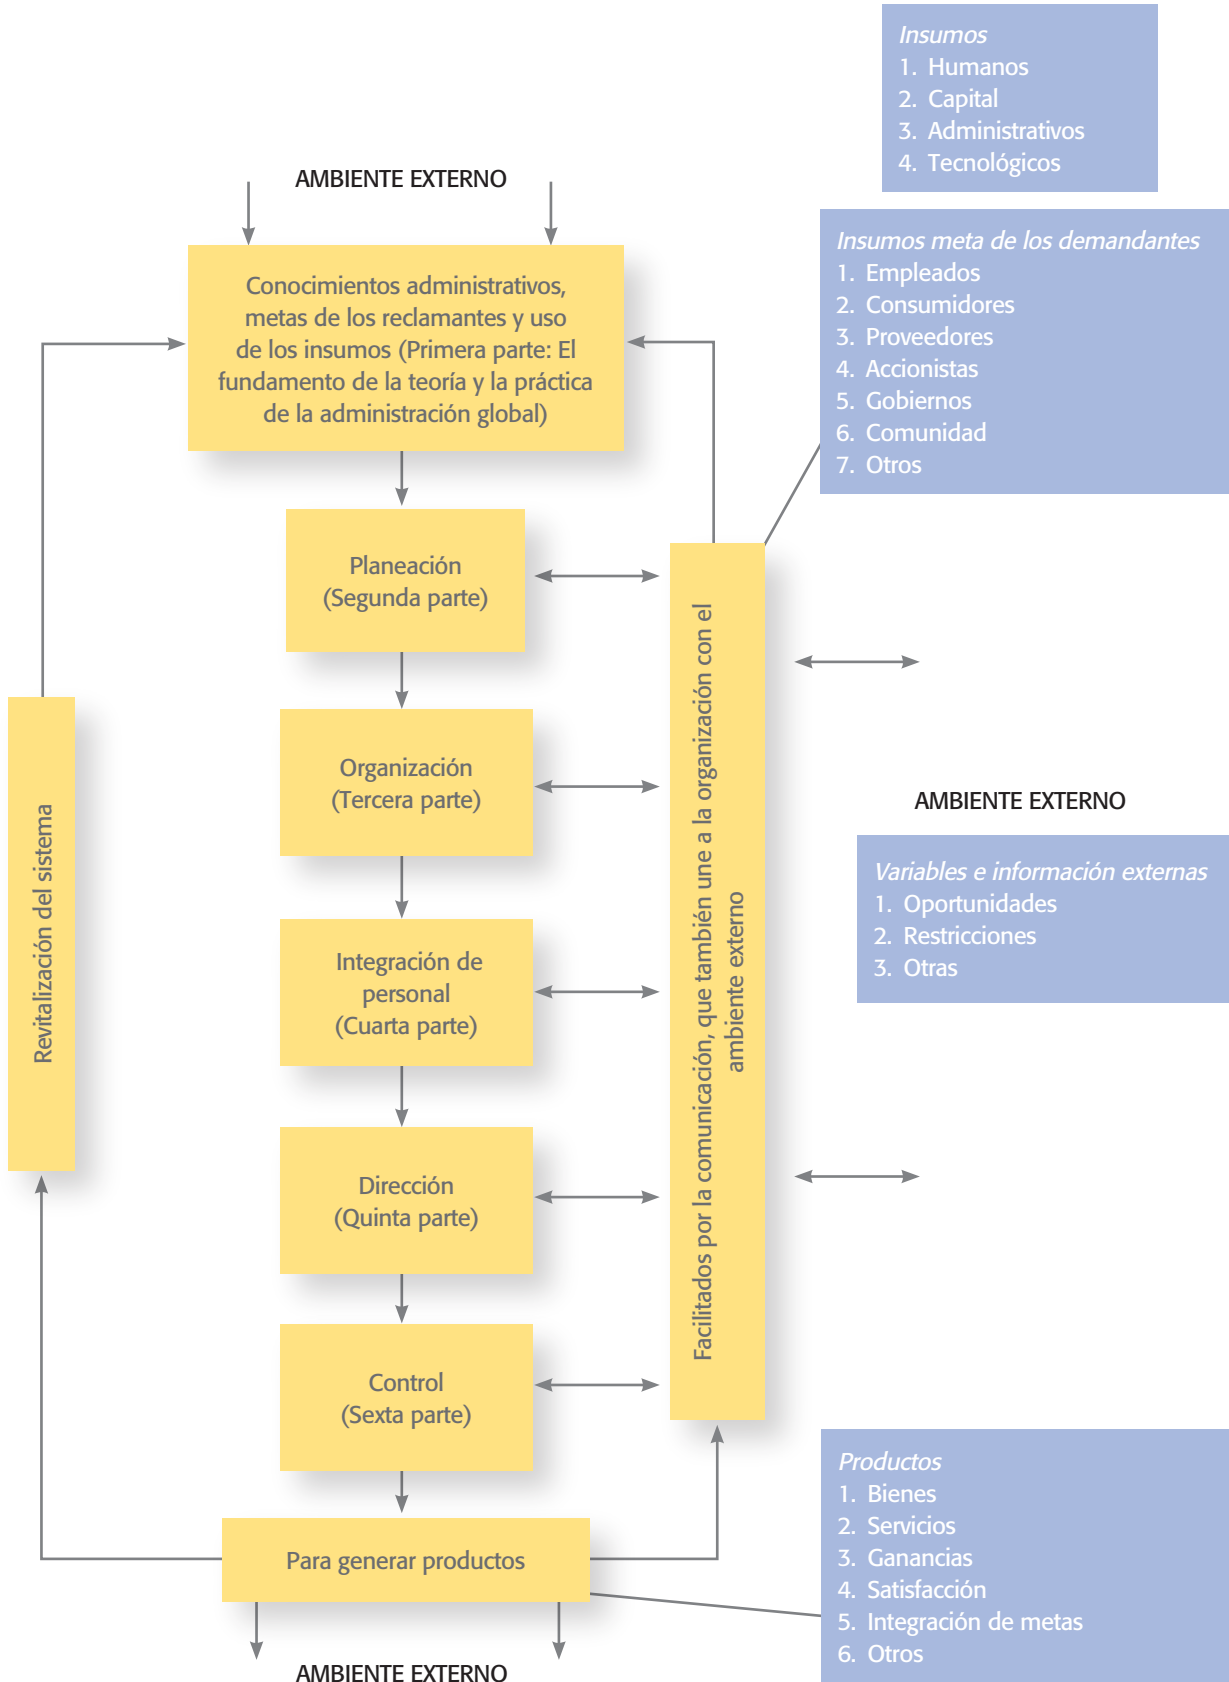 Insumos
1. Humanos
2. Capital
3. Administrativos
4. Tecnológicos
AMBIENTE EXTERNO
Insumos meta de los demandantes
1. Empleados
2. Consumidores
3. Proveedores
4. Accionistas
5. Gobiernos
6. Comunidad
7. Otros
Conocimientos administrativos,
metas de los reclamantes y uso
de los insumos (Primera parte: El
fundamento de la teoría y la práctica
de la administración global)
Planeación
(Segunda parte)
Organización
(Tercera parte)
Integración de
personal
(Cuarta parte)
Dirección
(Quinta parte)
Control
(Sexta parte)
Para generar productos
Revitalización del sistema
Facilitados por la comunicación, que también une a la organización con el
ambiente externo
AMBIENTE EXTERNO
Variables e información externas
1. Oportunidades
2. Restricciones
3. Otras
Productos
1. Bienes
2. Servicios
3. Ganancias
4. Satisfacción
5. Integración de metas
6. Otros
AMBIENTE EXTERNO